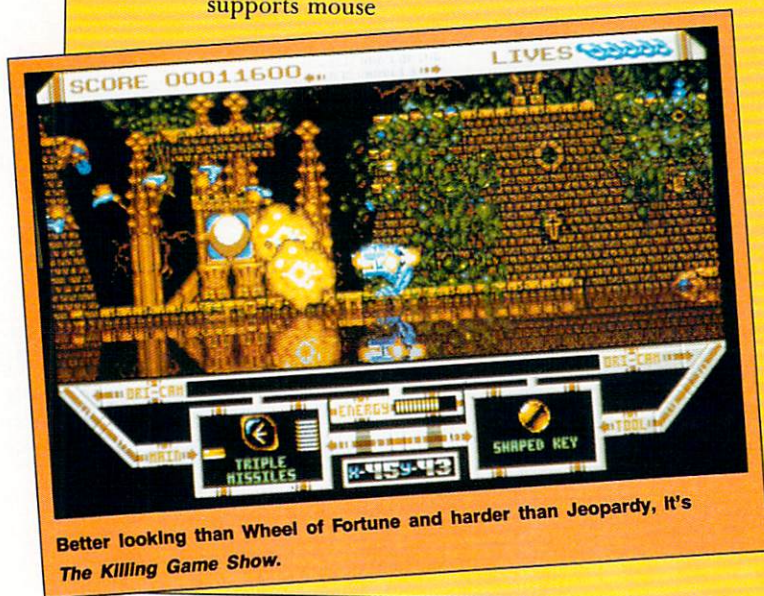 supports mouse
SCORE 00011600
LIVES
ORI-CAM
ORI-CAM
ENERGY
MAIN
TOOL
TRIPLE
MISSILES
SHAPED KEY
X-45Y-43
Better looking than Wheel of Fortune and harder than Jeopardy, it's
The Killing Game Show.